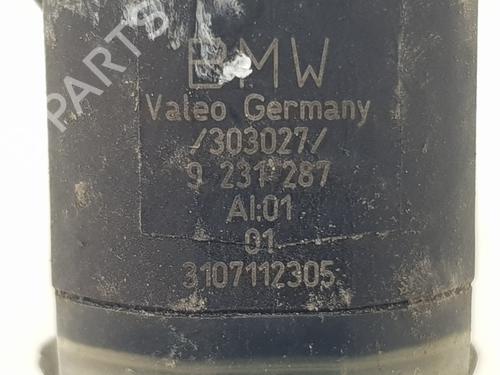 PARTS
BMW
Valeo Germany
/303027/
9 231 287
AI:01
01
3107112305